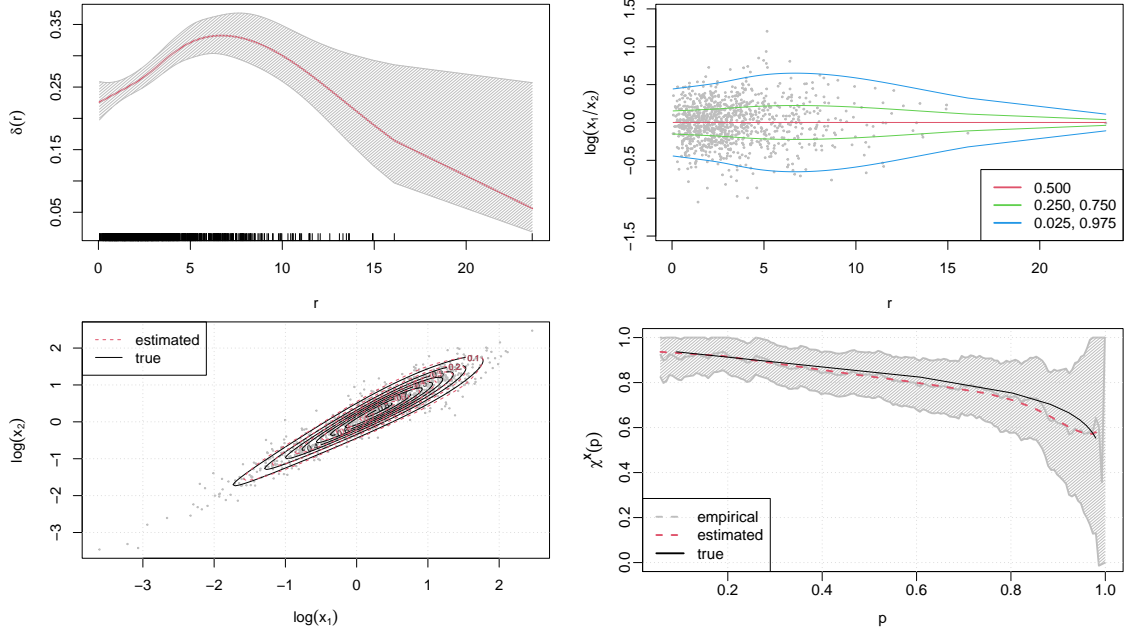 δ(r)
0.35
0.25
0.15
0.05
0 5 10 15 20
r
log(x₁/x₂)
1.5
1.0
0.5
0.0
−0.5
−1.5
0 5 10 15 20
r
0.500
0.250, 0.750
0.025, 0.975
log(x₂)
2
1
0
−1
−2
−3
−3 −2 −1 0 1 2
log(x₁)
estimated
true
0.1
0.2
χˣ(p)
1.0
0.8
0.6
0.4
0.2
0.0
0.2 0.4 0.6 0.8 1.0
p
empirical
estimated
true